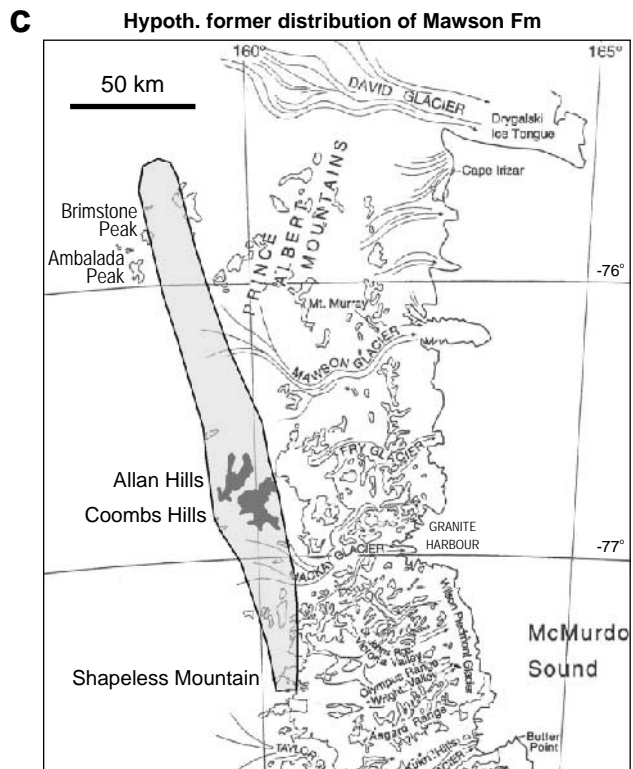 C
Hypoth. former distribution of Mawson Fm
160°
165°
50 km
DAVID GLACIER
Drygalski
Ice Tongue
Cape Irizar
PRINCE
ALBERT
MOUNTAINS
Brimstone
Peak
Ambalada
Peak
-76°
Mt. Murray
MAWSON GLACIER
FRY GLACIER
Allan Hills
Coombs Hills
GRANITE
HARBOUR
MACKAY GLACIER
-77°
Wilson Piedmont Glacier
McMurdo
Sound
Victoria Valley
Shapeless Mountain
Olympus Range
Wright Valley
Asgard Range
TAYLOR
Butter
Point